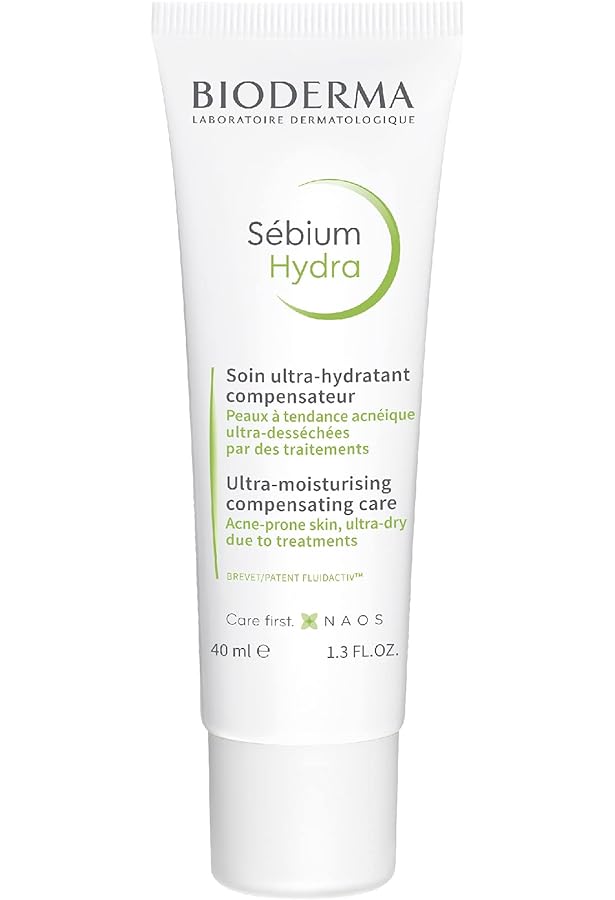 BIODERMA
LABORATOIRE DERMATOLOGIQUE
Sébium
Hydra
Soin ultra-hydratant
compensateur
Peaux à tendance acnéique
ultra-desséchées
par des traitements
Ultra-moisturising
compensating care
Acne-prone skin, ultra-dry
due to treatments
BREVET/PATENT FLUIDACTIV™
Care first. NAOS
40 ml ℮ 1.3 FL.OZ.